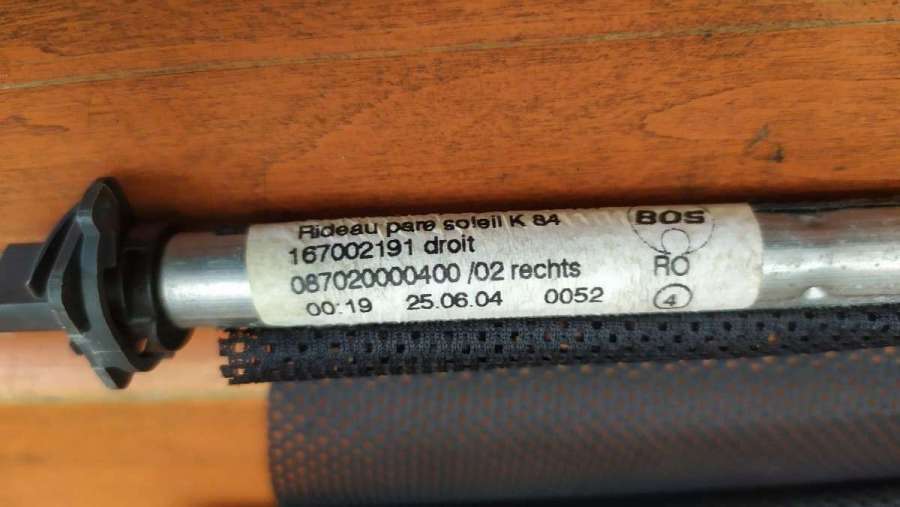 Rideau pare soleil K 84
167002191 droit
087020000400 /02 rechts
00:19 25.06.04 0052
BOS
RO
4